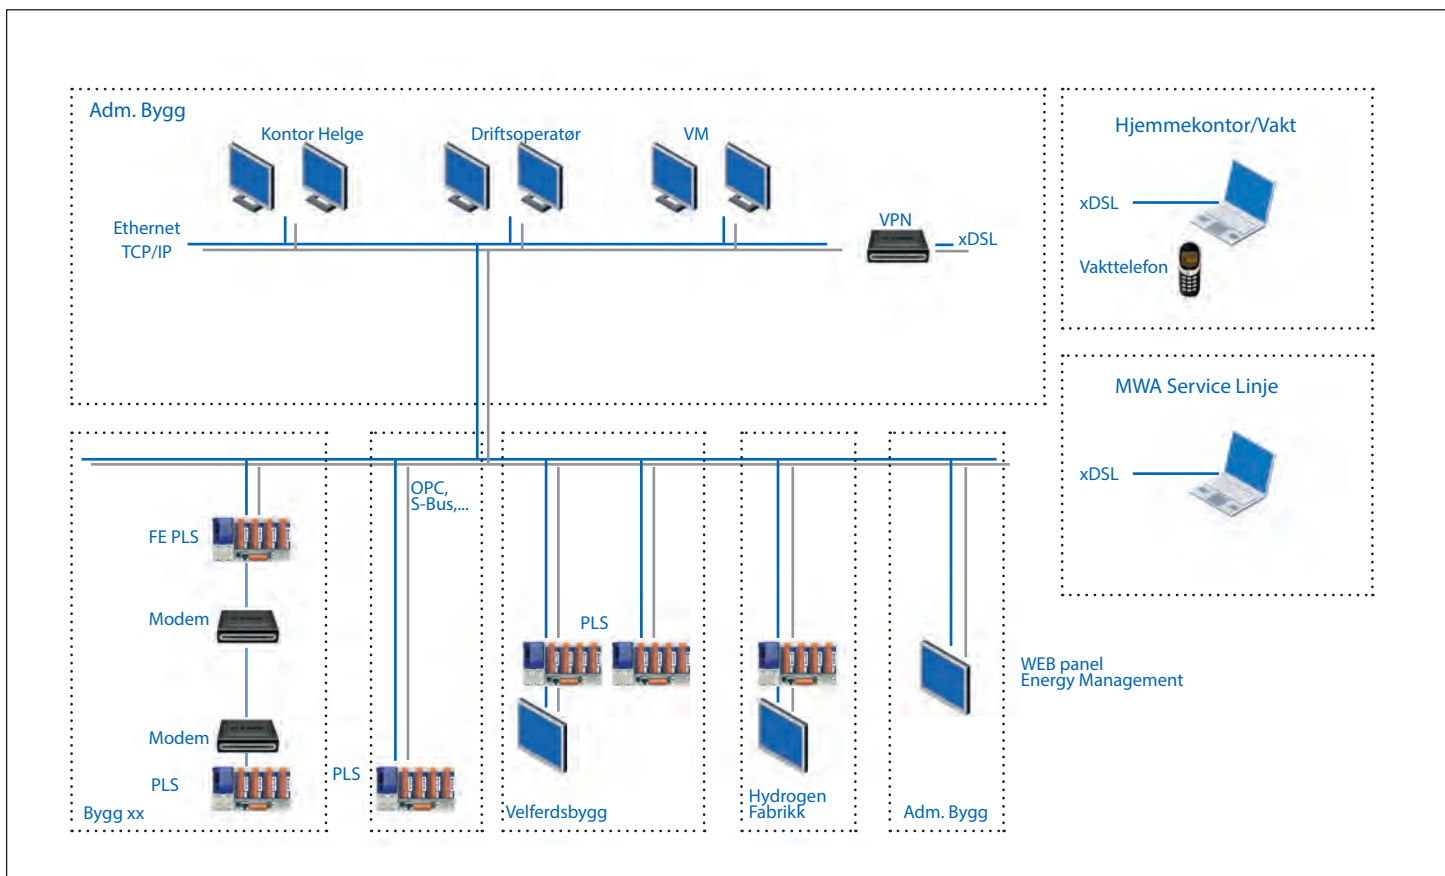 Adm. Bygg
Kontor Helge
Driftsoperatør
VM
Ethernet
TCP/IP
VPN
xDSL
Hjemmekontor/Vakt
xDSL
Vakttelefon
MWA Service Linje
xDSL
OPC,
S-Bus,...
FE PLS
Modem
Modem
PLS
Bygg xx
PLS
PLS
Velferdsbygg
Hydrogen
Fabrikk
WEB panel
Energy Management
Adm. Bygg